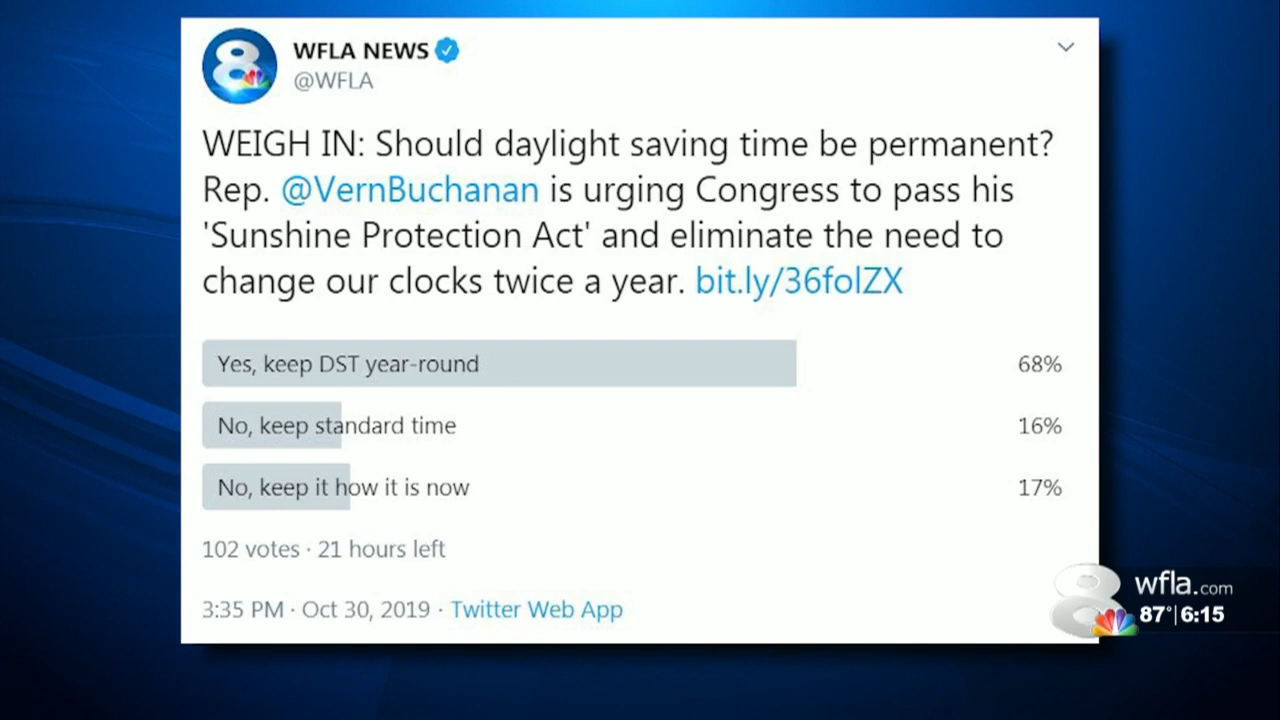 8
WFLA NEWS
@WFLA
WEIGH IN: Should daylight saving time be permanent?
Rep. @VernBuchanan is urging Congress to pass his
'Sunshine Protection Act' and eliminate the need to
change our clocks twice a year. bit.ly/36folZX
Yes, keep DST year-round 68%
No, keep standard time 16%
No, keep it how it is now 17%
102 votes · 21 hours left
3:35 PM · Oct 30, 2019 · Twitter Web App
8 wfla.com
87°|6:15